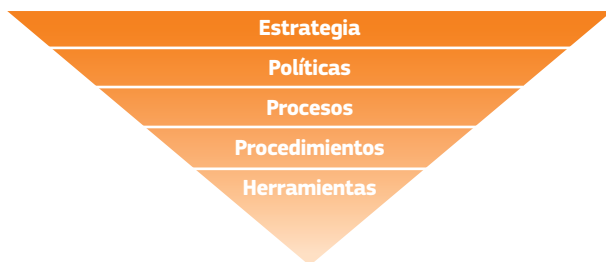 Estrategia
Políticas
Procesos
Procedimientos
Herramientas